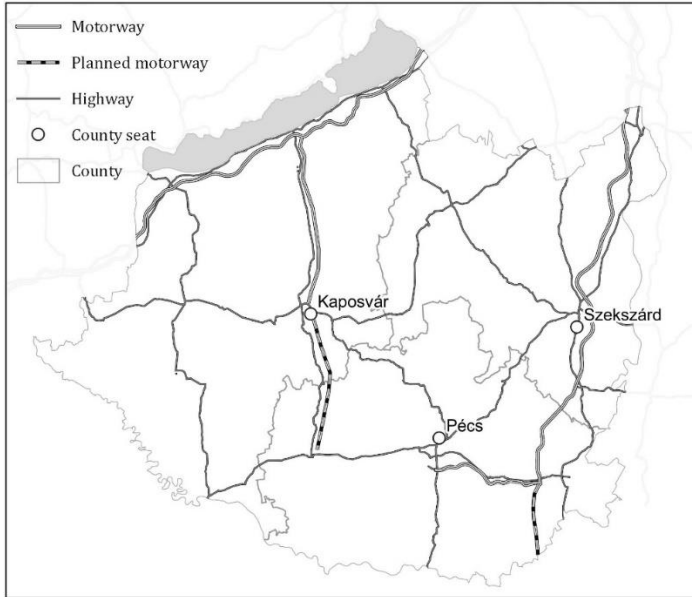 Motorway
Planned motorway
Highway
County seat
County
Kaposvár
Szekszárd
Pécs